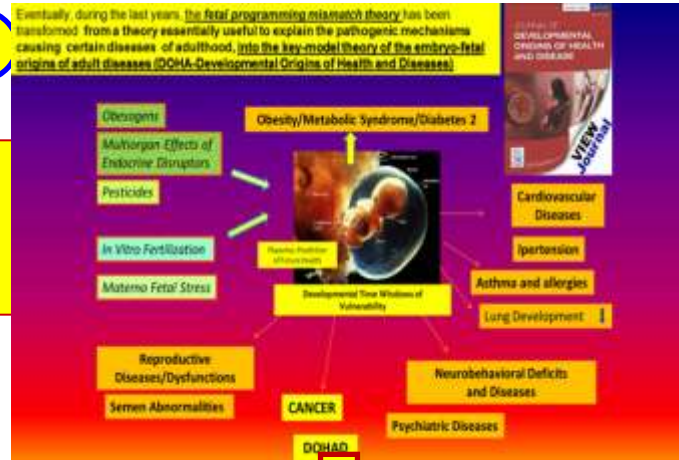 Eventually, during the last years, the fetal programming mismatch theory has been
transformed from a theory essentially useful to explain the pathogenic mechanisms
causing certain diseases of adulthood, into the key-model theory of the embryo-fetal
origins of adult diseases (DOHA-Developmental Origins of Health and Diseases)
JOURNAL OF
DEVELOPMENTAL
ORIGINS OF HEALTH
AND DISEASE
VIEW
Journal
Obesogens
Multiorgan Effects of
Endocrine Disruptors
Pesticides
In Vitro Fertilization
Materno Fetal Stress
Obesity/Metabolic Syndrome/Diabetes 2
of Future Health
Developmental Time Windows of
Vulnerability
Cardiovascular
Diseases
Ipertension
Asthma and allergies
Lung Development
Reproductive
Diseases/Dysfunctions
Semen Abnormalities
CANCER
DOHAD
Neurobehavioral Deficits
and Diseases
Psychiatric Diseases